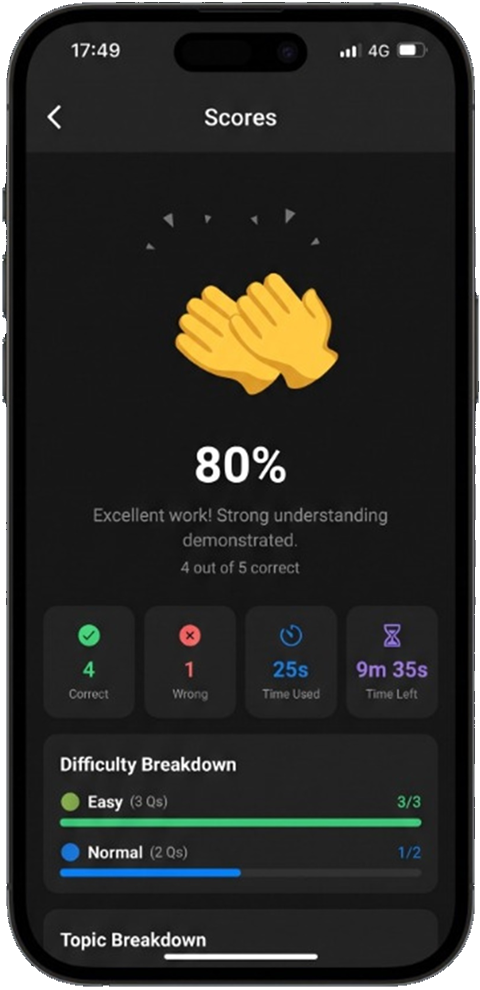 17:49 4G
Scores
80%
Excellent work! Strong understanding
demonstrated.
4 out of 5 correct
4 1 25s 9m 35s
Correct Wrong Time Used Time Left
Difficulty Breakdown
Easy (3 Qs) 3/3
Normal (2 Qs) 1/2
Topic Breakdown